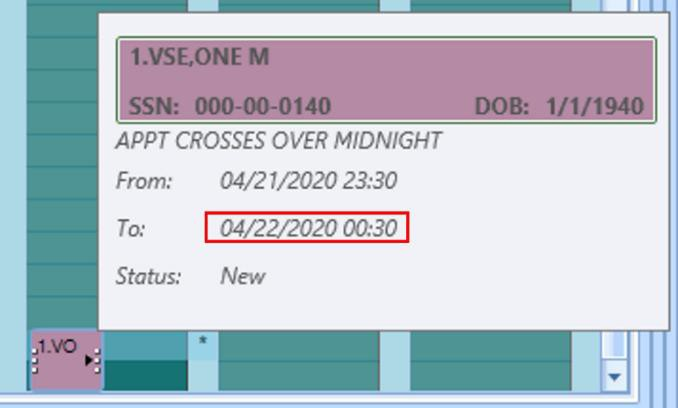 1.VSE,ONE M
SSN: 000-00-0140 DOB: 1/1/1940
APPT CROSSES OVER MIDNIGHT
From: 04/21/2020 23:30
To: 04/22/2020 00:30
Status: New
1.VO
*